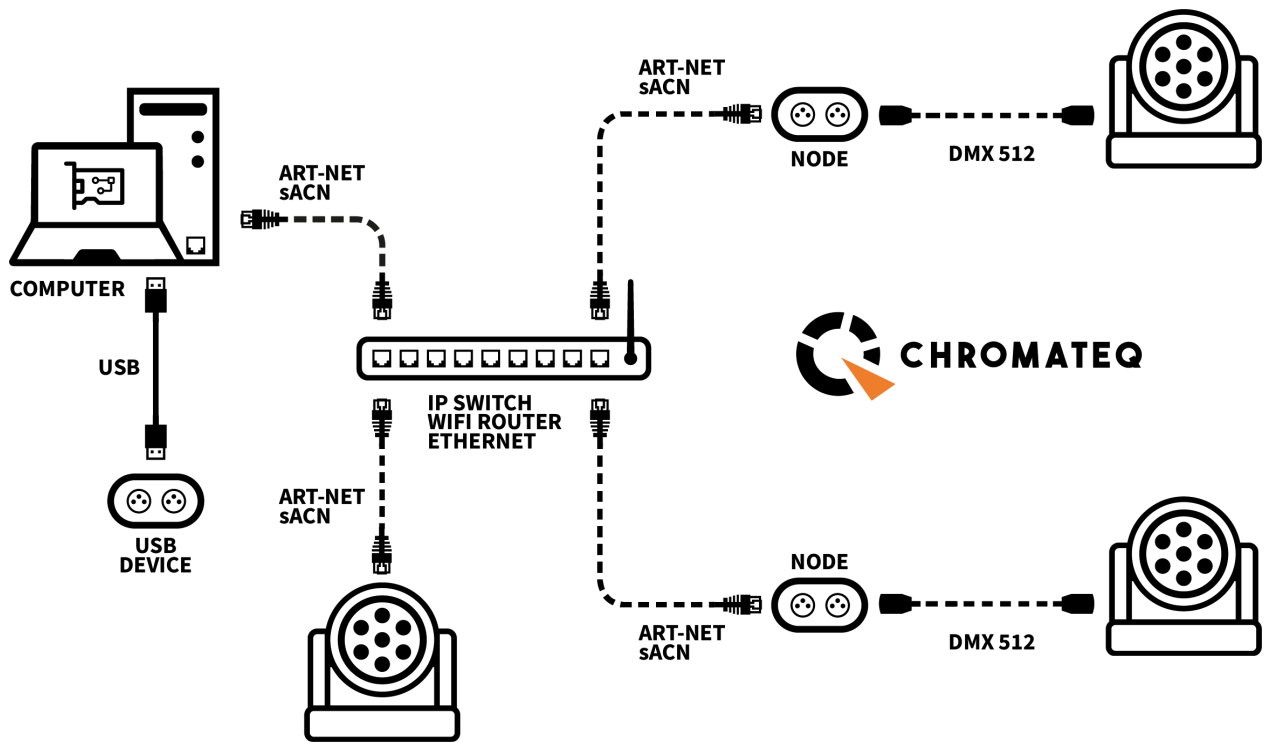 ART-NET
sACN
NODE
DMX 512
ART-NET
sACN
COMPUTER
USB
CHROMATEQ
IP SWITCH
WIFI ROUTER
ETHERNET
ART-NET
sACN
USB
DEVICE
NODE
ART-NET
sACN
DMX 512